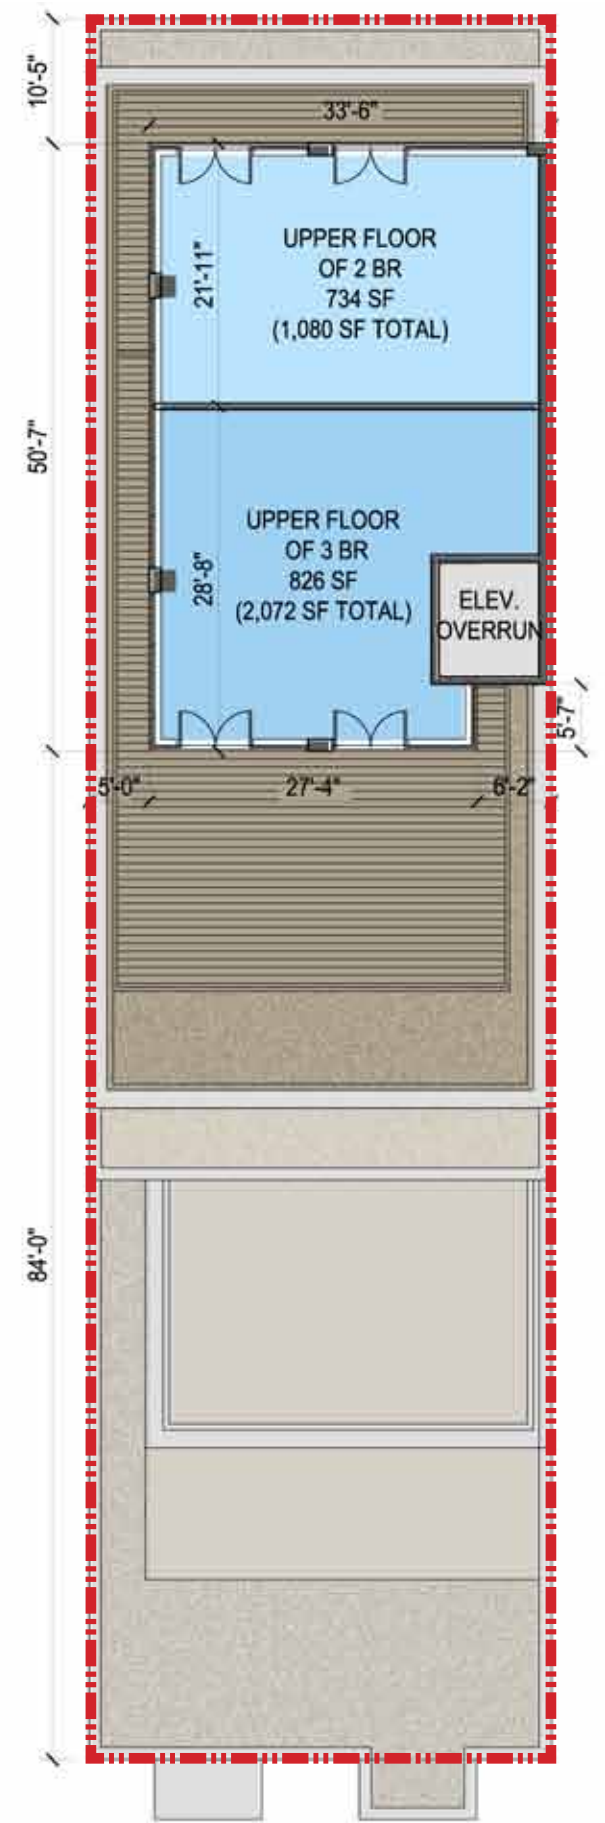 10'-5"
33'-6"
UPPER FLOOR
OF 2 BR
734 SF
(1,080 SF TOTAL)
21'-11"
50'-7"
UPPER FLOOR
OF 3 BR
826 SF
(2,072 SF TOTAL)
28'-8"
ELEV.
OVERRUN
5'-7"
5'-0"
27'-4"
6'-2"
84'-0"